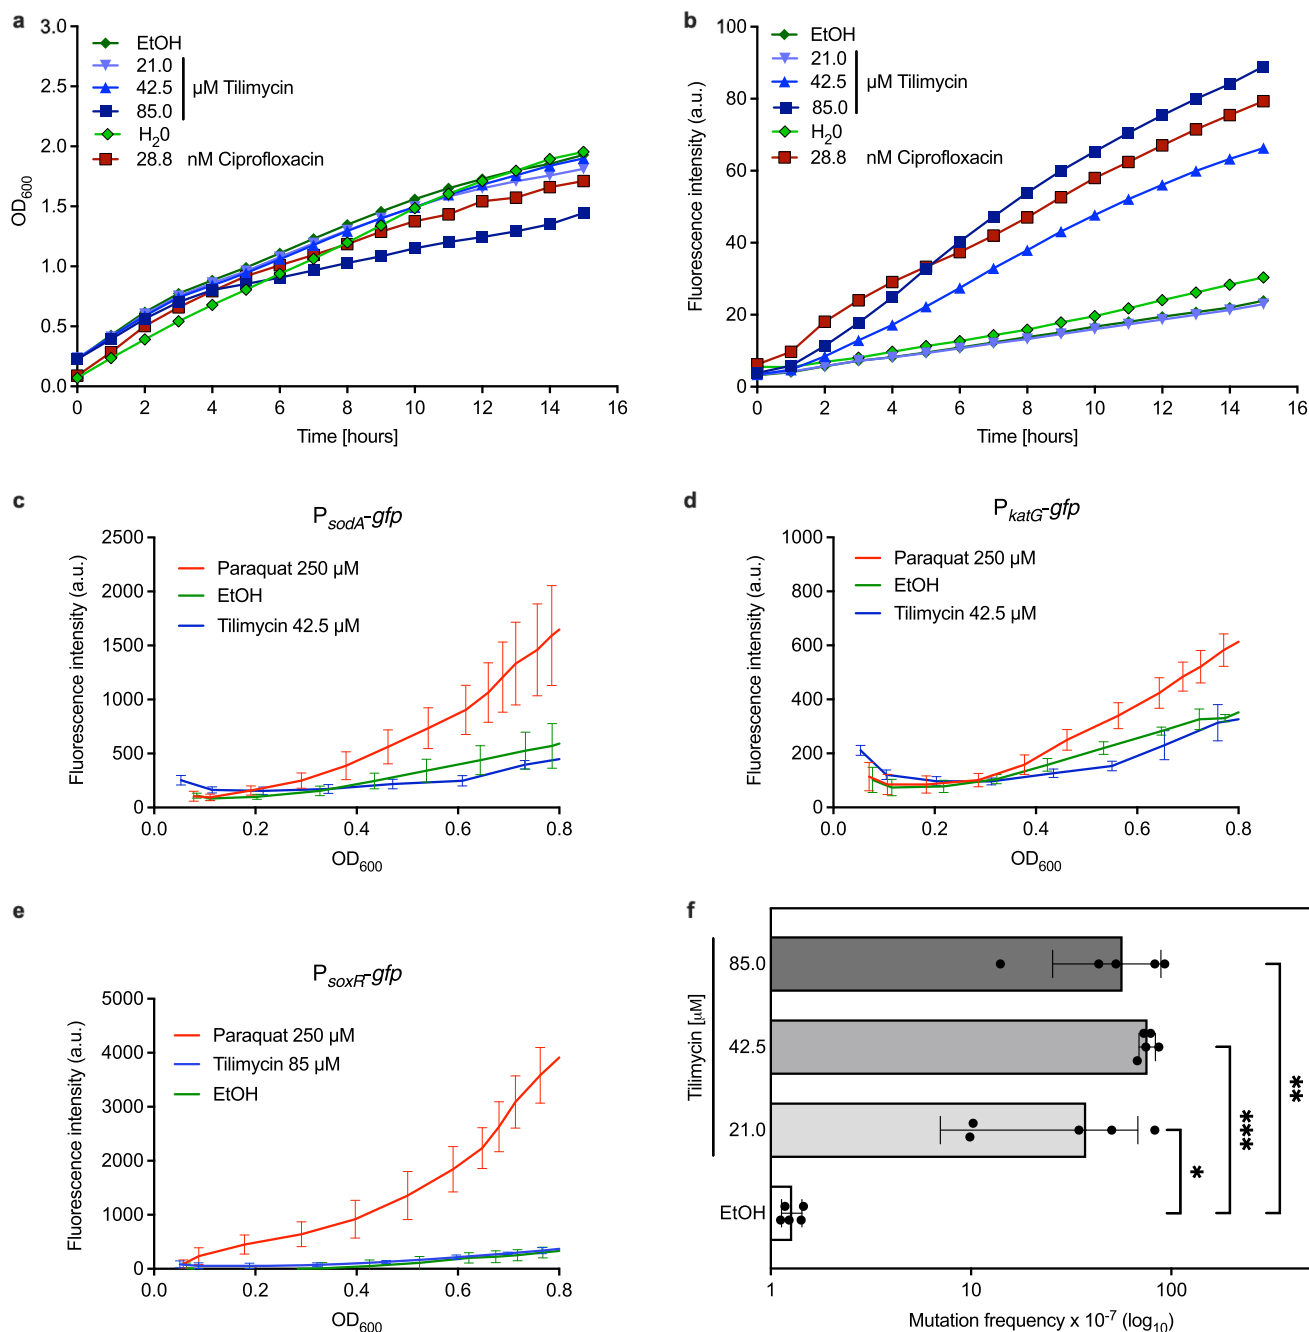 a
3.0
2.5
2.0
1.5
1.0
0.5
0.0
OD600
EtOH
21.0
42.5
85.0
µM Tilimycin
H20
28.8 nM Ciprofloxacin
0 2 4 6 8 10 12 14 16
Time [hours]
b
100
80
60
40
20
0
Fluorescence intensity (a.u.)
EtOH
21.0
42.5
85.0
µM Tilimycin
H20
28.8 nM Ciprofloxacin
0 2 4 6 8 10 12 14 16
Time [hours]
c
PsodA-gfp
2500
2000
1500
1000
500
0
Fluorescence intensity (a.u.)
Paraquat 250 µM
EtOH
Tilimycin 42.5 µM
0.0 0.2 0.4 0.6 0.8
OD600
d
PkatG-gfp
1000
800
600
400
200
0
Fluorescence intensity (a.u.)
Paraquat 250 µM
EtOH
Tilimycin 42.5 µM
0.0 0.2 0.4 0.6 0.8
OD600
e
PsoxR-gfp
5000
4000
3000
2000
1000
0
Fluorescence intensity (a.u.)
Paraquat 250 µM
Tilimycin 85 µM
EtOH
0.0 0.2 0.4 0.6 0.8
OD600
f
Tilimycin [µM]
85.0
42.5
21.0
EtOH
*
***
**
1 10 100
Mutation frequency x 10-7 (log10)